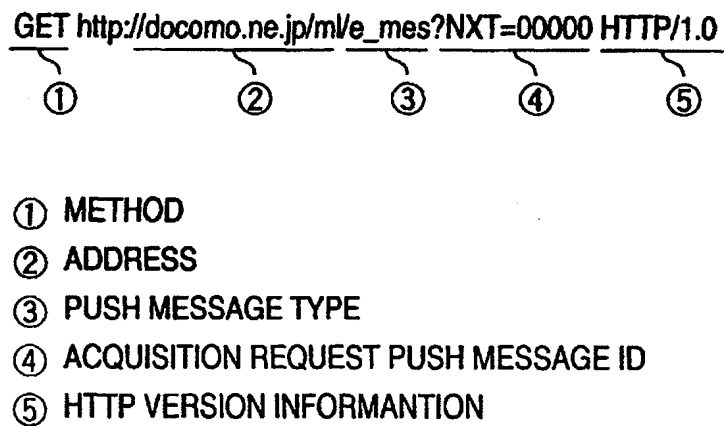 GET http://docomo.ne.jp/ml/e_mes?NXT=00000 HTTP/1.0
① ② ③ ④ ⑤
① METHOD
② ADDRESS
③ PUSH MESSAGE TYPE
④ ACQUISITION REQUEST PUSH MESSAGE ID
⑤ HTTP VERSION INFORMANTION